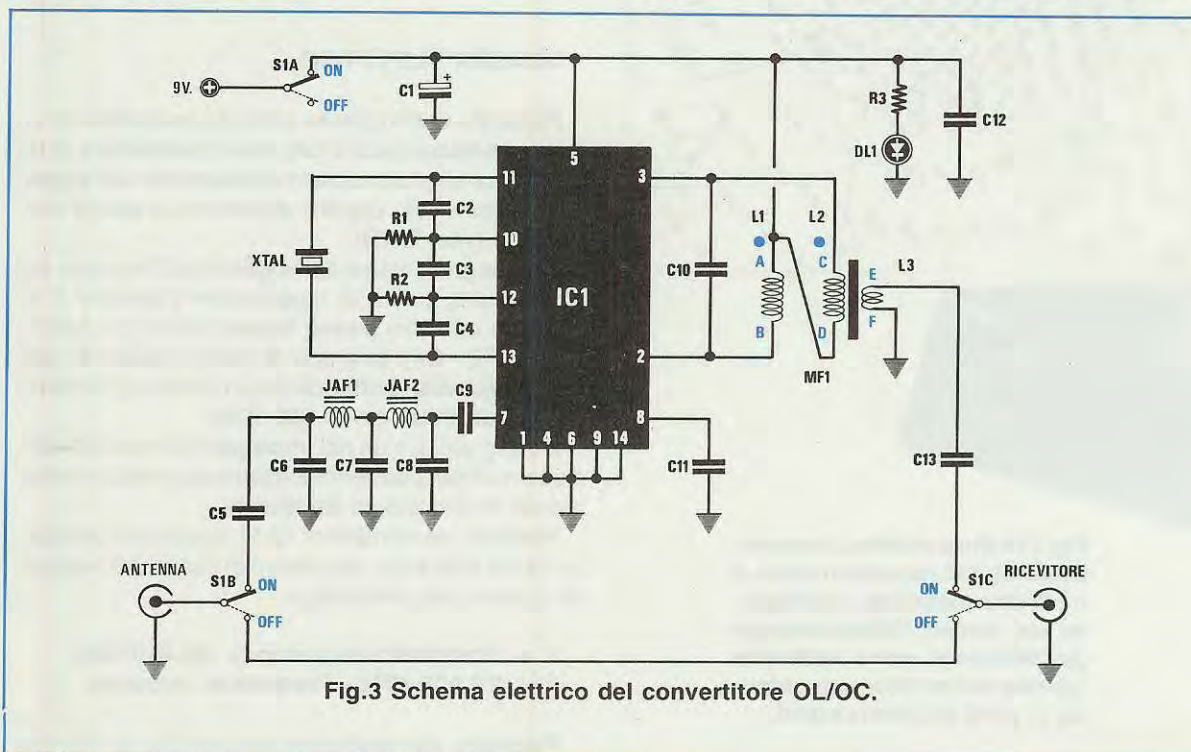 S1A
ON
9V.
OFF
C1
+
5
R3
DL1
C12
11
3
C2
R1
10
L1
L2
XTAL
C3
IC1
C10
A
C
E
L3
R2
12
F
C4
B
D
13
2
MF1
JAF1
JAF2
C9
7
8
C6
C7
C8
1
4
6
9
14
C11
C13
C5
ANTENNA
S1B
ON
OFF
ON
OFF
S1C
RICEVITORE
Fig.3 Schema elettrico del convertitore OL/OC.